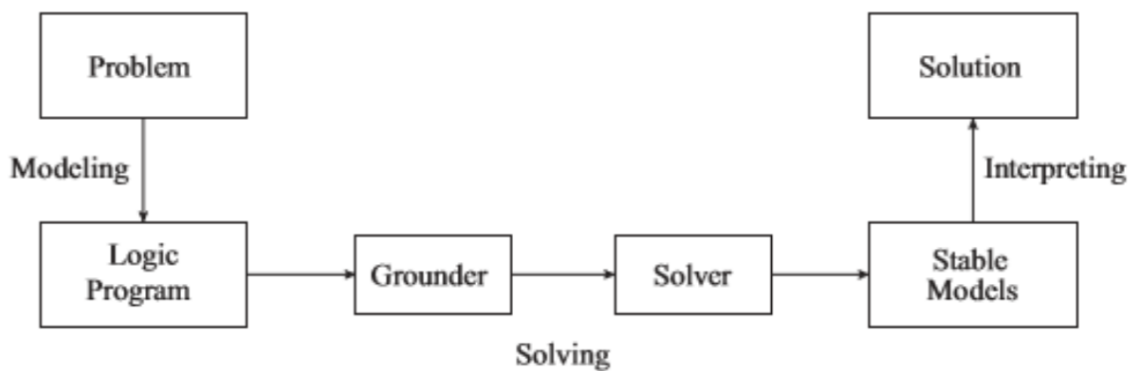 Problem
Solution
Modeling
Interpreting
Logic
Program
Grounder
Solver
Stable
Models
Solving